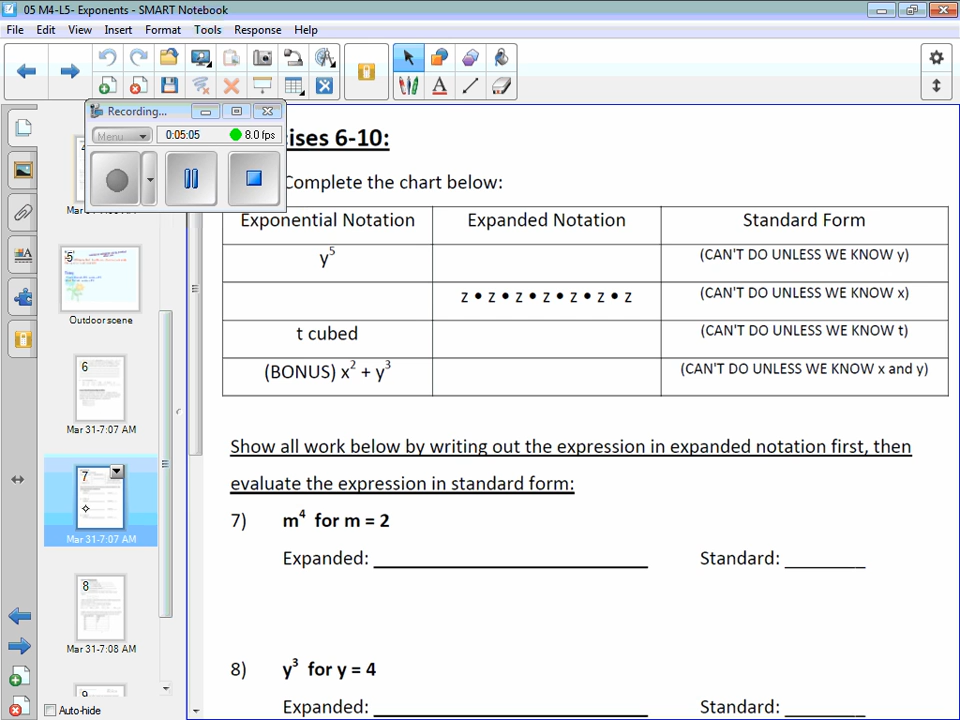 05 M4-L5- Exponents - SMART Notebook
File Edit View Insert Format Tools Response Help
Recording...
Menu 0:05:05 8.0 fps
ises 6-10:
Complete the chart below:
Exponential Notation Expanded Notation Standard Form
y⁵ (CAN'T DO UNLESS WE KNOW y)
z • z • z • z • z • z • z (CAN'T DO UNLESS WE KNOW x)
t cubed (CAN'T DO UNLESS WE KNOW t)
(BONUS) x² + y³ (CAN'T DO UNLESS WE KNOW x and y)
Show all work below by writing out the expression in expanded notation first, then
evaluate the expression in standard form:
7) m⁴ for m = 2
Expanded: Standard:
8) y³ for y = 4
Expanded: Standard:
5
Outdoor scene
6
Mar 31-7:07 AM
7
Mar 31-7:07 AM
8
Mar 31-7:08 AM
9
Auto-hide